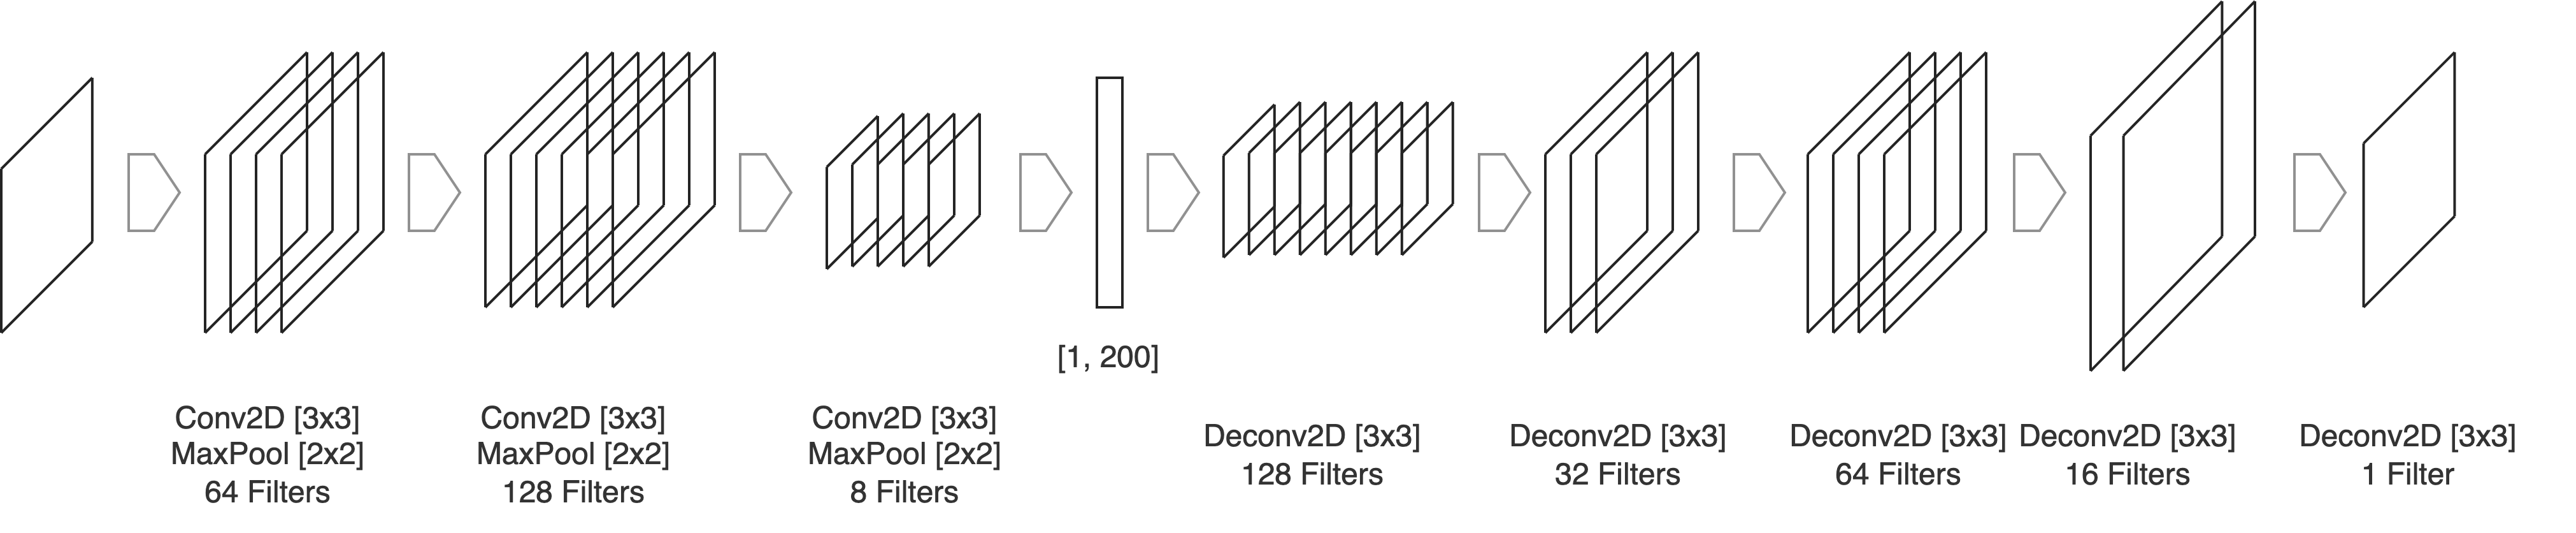 [1, 200]
Conv2D [3x3]
MaxPool [2x2]
64 Filters
Conv2D [3x3]
MaxPool [2x2]
128 Filters
Conv2D [3x3]
MaxPool [2x2]
8 Filters
Deconv2D [3x3]
128 Filters
Deconv2D [3x3]
32 Filters
Deconv2D [3x3]
64 Filters
Deconv2D [3x3]
16 Filters
Deconv2D [3x3]
1 Filter